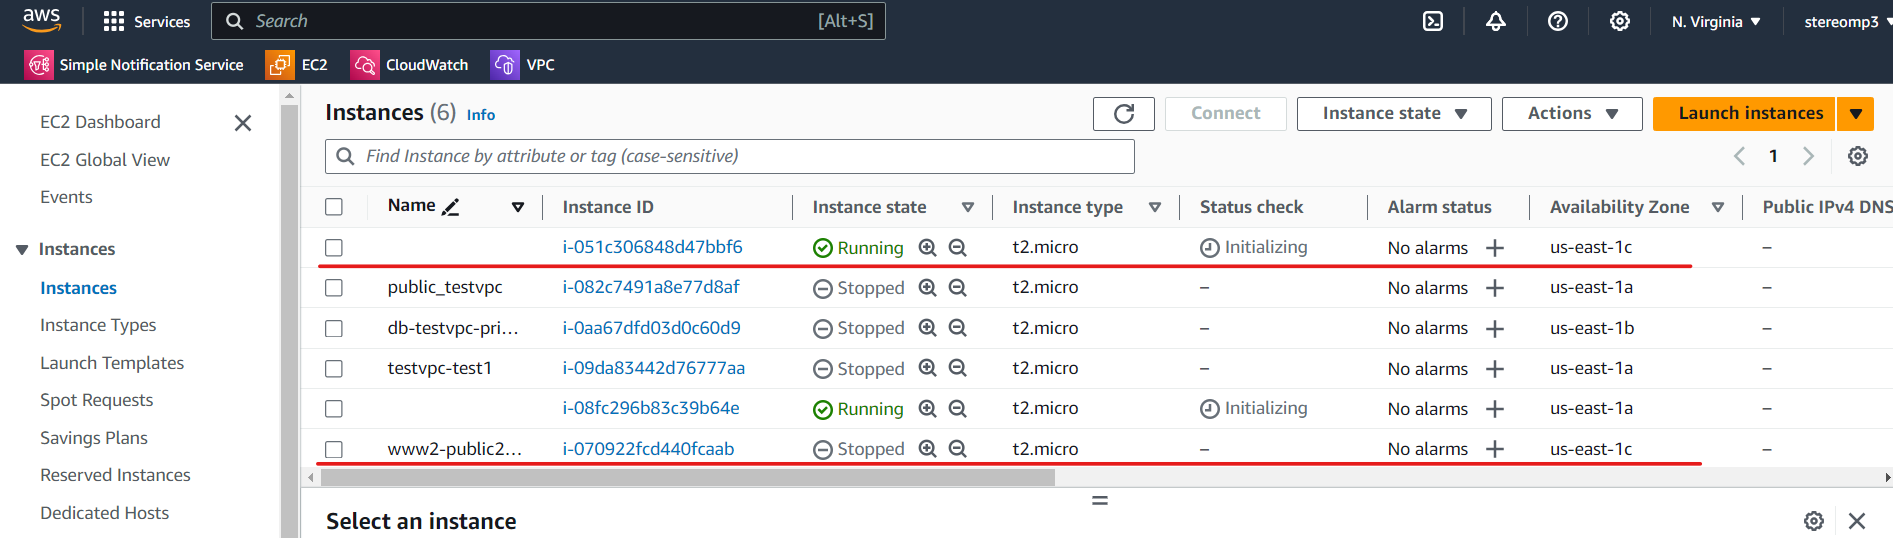 aws Services Search [Alt+S] N. Virginia stereomp3
Simple Notification Service EC2 CloudWatch VPC
EC2 Dashboard
EC2 Global View
Events
Instances
Instances
Instance Types
Launch Templates
Spot Requests
Savings Plans
Reserved Instances
Dedicated Hosts
Instances (6) Info Connect Instance state Actions Launch instances
Find Instance by attribute or tag (case-sensitive) 1
Name Instance ID Instance state Instance type Status check Alarm status Availability Zone Public IPv4 DNS
i-051c306848d47bbf6 Running t2.micro Initializing No alarms + us-east-1c –
public_testvpc i-082c7491a8e77d8af Stopped t2.micro – No alarms + us-east-1a –
db-testvpc-pri... i-0aa67dfd03d0c60d9 Stopped t2.micro – No alarms + us-east-1b –
testvpc-test1 i-09da83442d76777aa Stopped t2.micro – No alarms + us-east-1a –
i-08fc296b83c39b64e Running t2.micro Initializing No alarms + us-east-1a –
www2-public2... i-070922fcd440fcaab Stopped t2.micro – No alarms + us-east-1c –
Select an instance